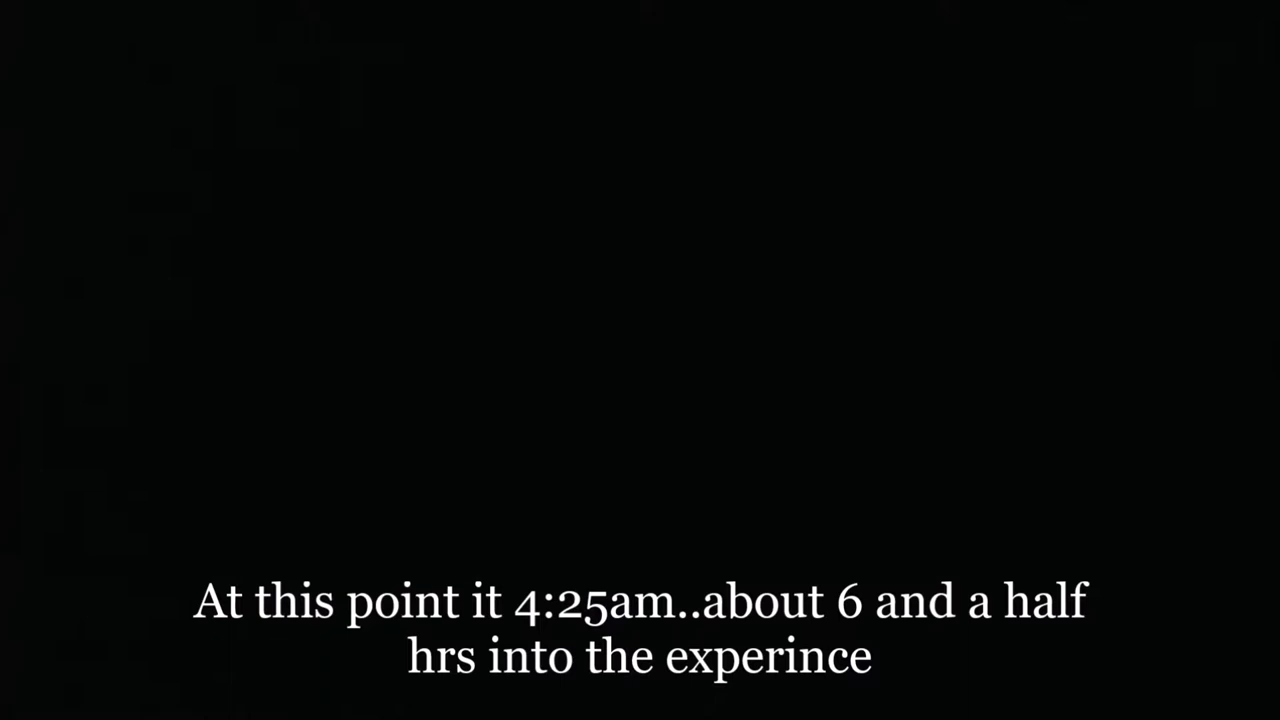 At this point it 4:25am..about 6 and a half
hrs into the experince